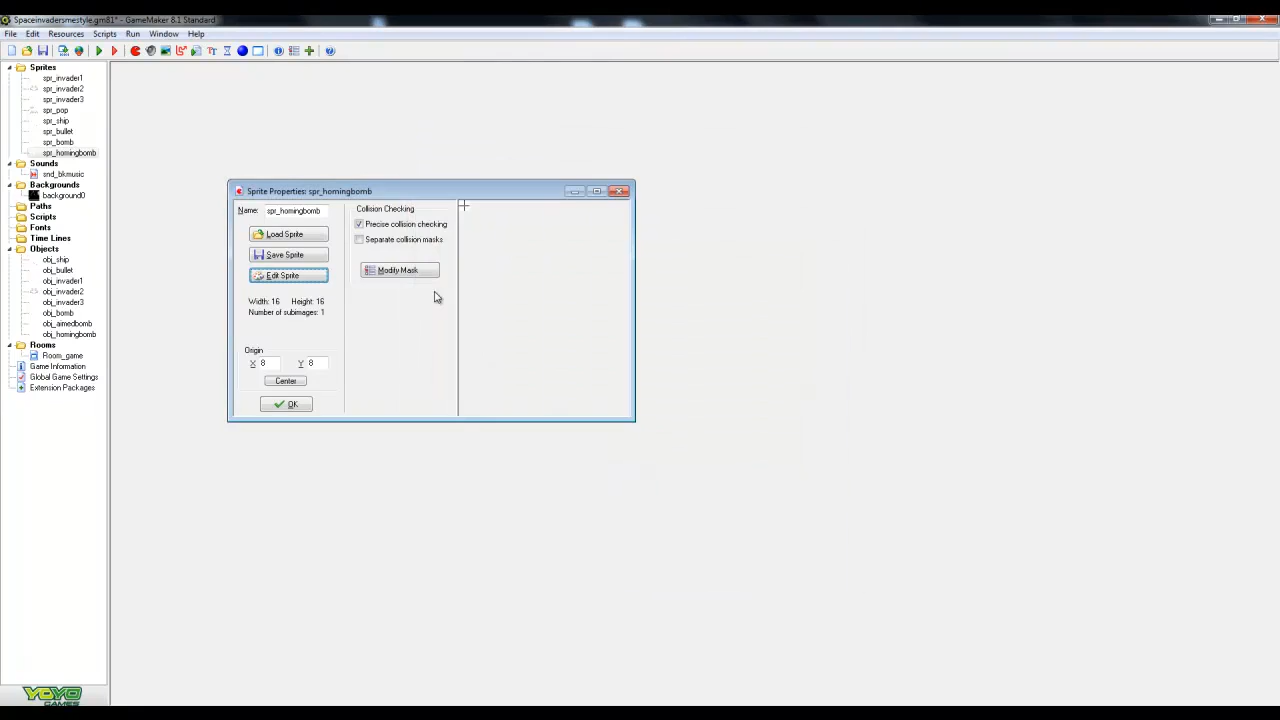 Spaceinvadersmestyle.gm81* - GameMaker 8.1 Standard
File Edit Resources Scripts Run Window Help
Sprites
spr_invader1
spr_invader2
spr_invader3
spr_pop
spr_ship
spr_bullet
spr_bomb
spr_homingbomb
Sounds
snd_bkmusic
Backgrounds
background0
Paths
Scripts
Fonts
Time Lines
Objects
obj_ship
obj_bullet
obj_invader1
obj_invader2
obj_invader3
obj_bomb
obj_aimedbomb
obj_homingbomb
Rooms
Room_game
Game Information
Global Game Settings
Extension Packages
YOYO
GAMES
Sprite Properties: spr_homingbomb
Name: spr_homingbomb
Load Sprite
Save Sprite
Edit Sprite
Width: 16 Height: 16
Number of subimages: 1
Origin
X 8 Y 8
Center
OK
Collision Checking
Precise collision checking
Separate collision masks
Modify Mask